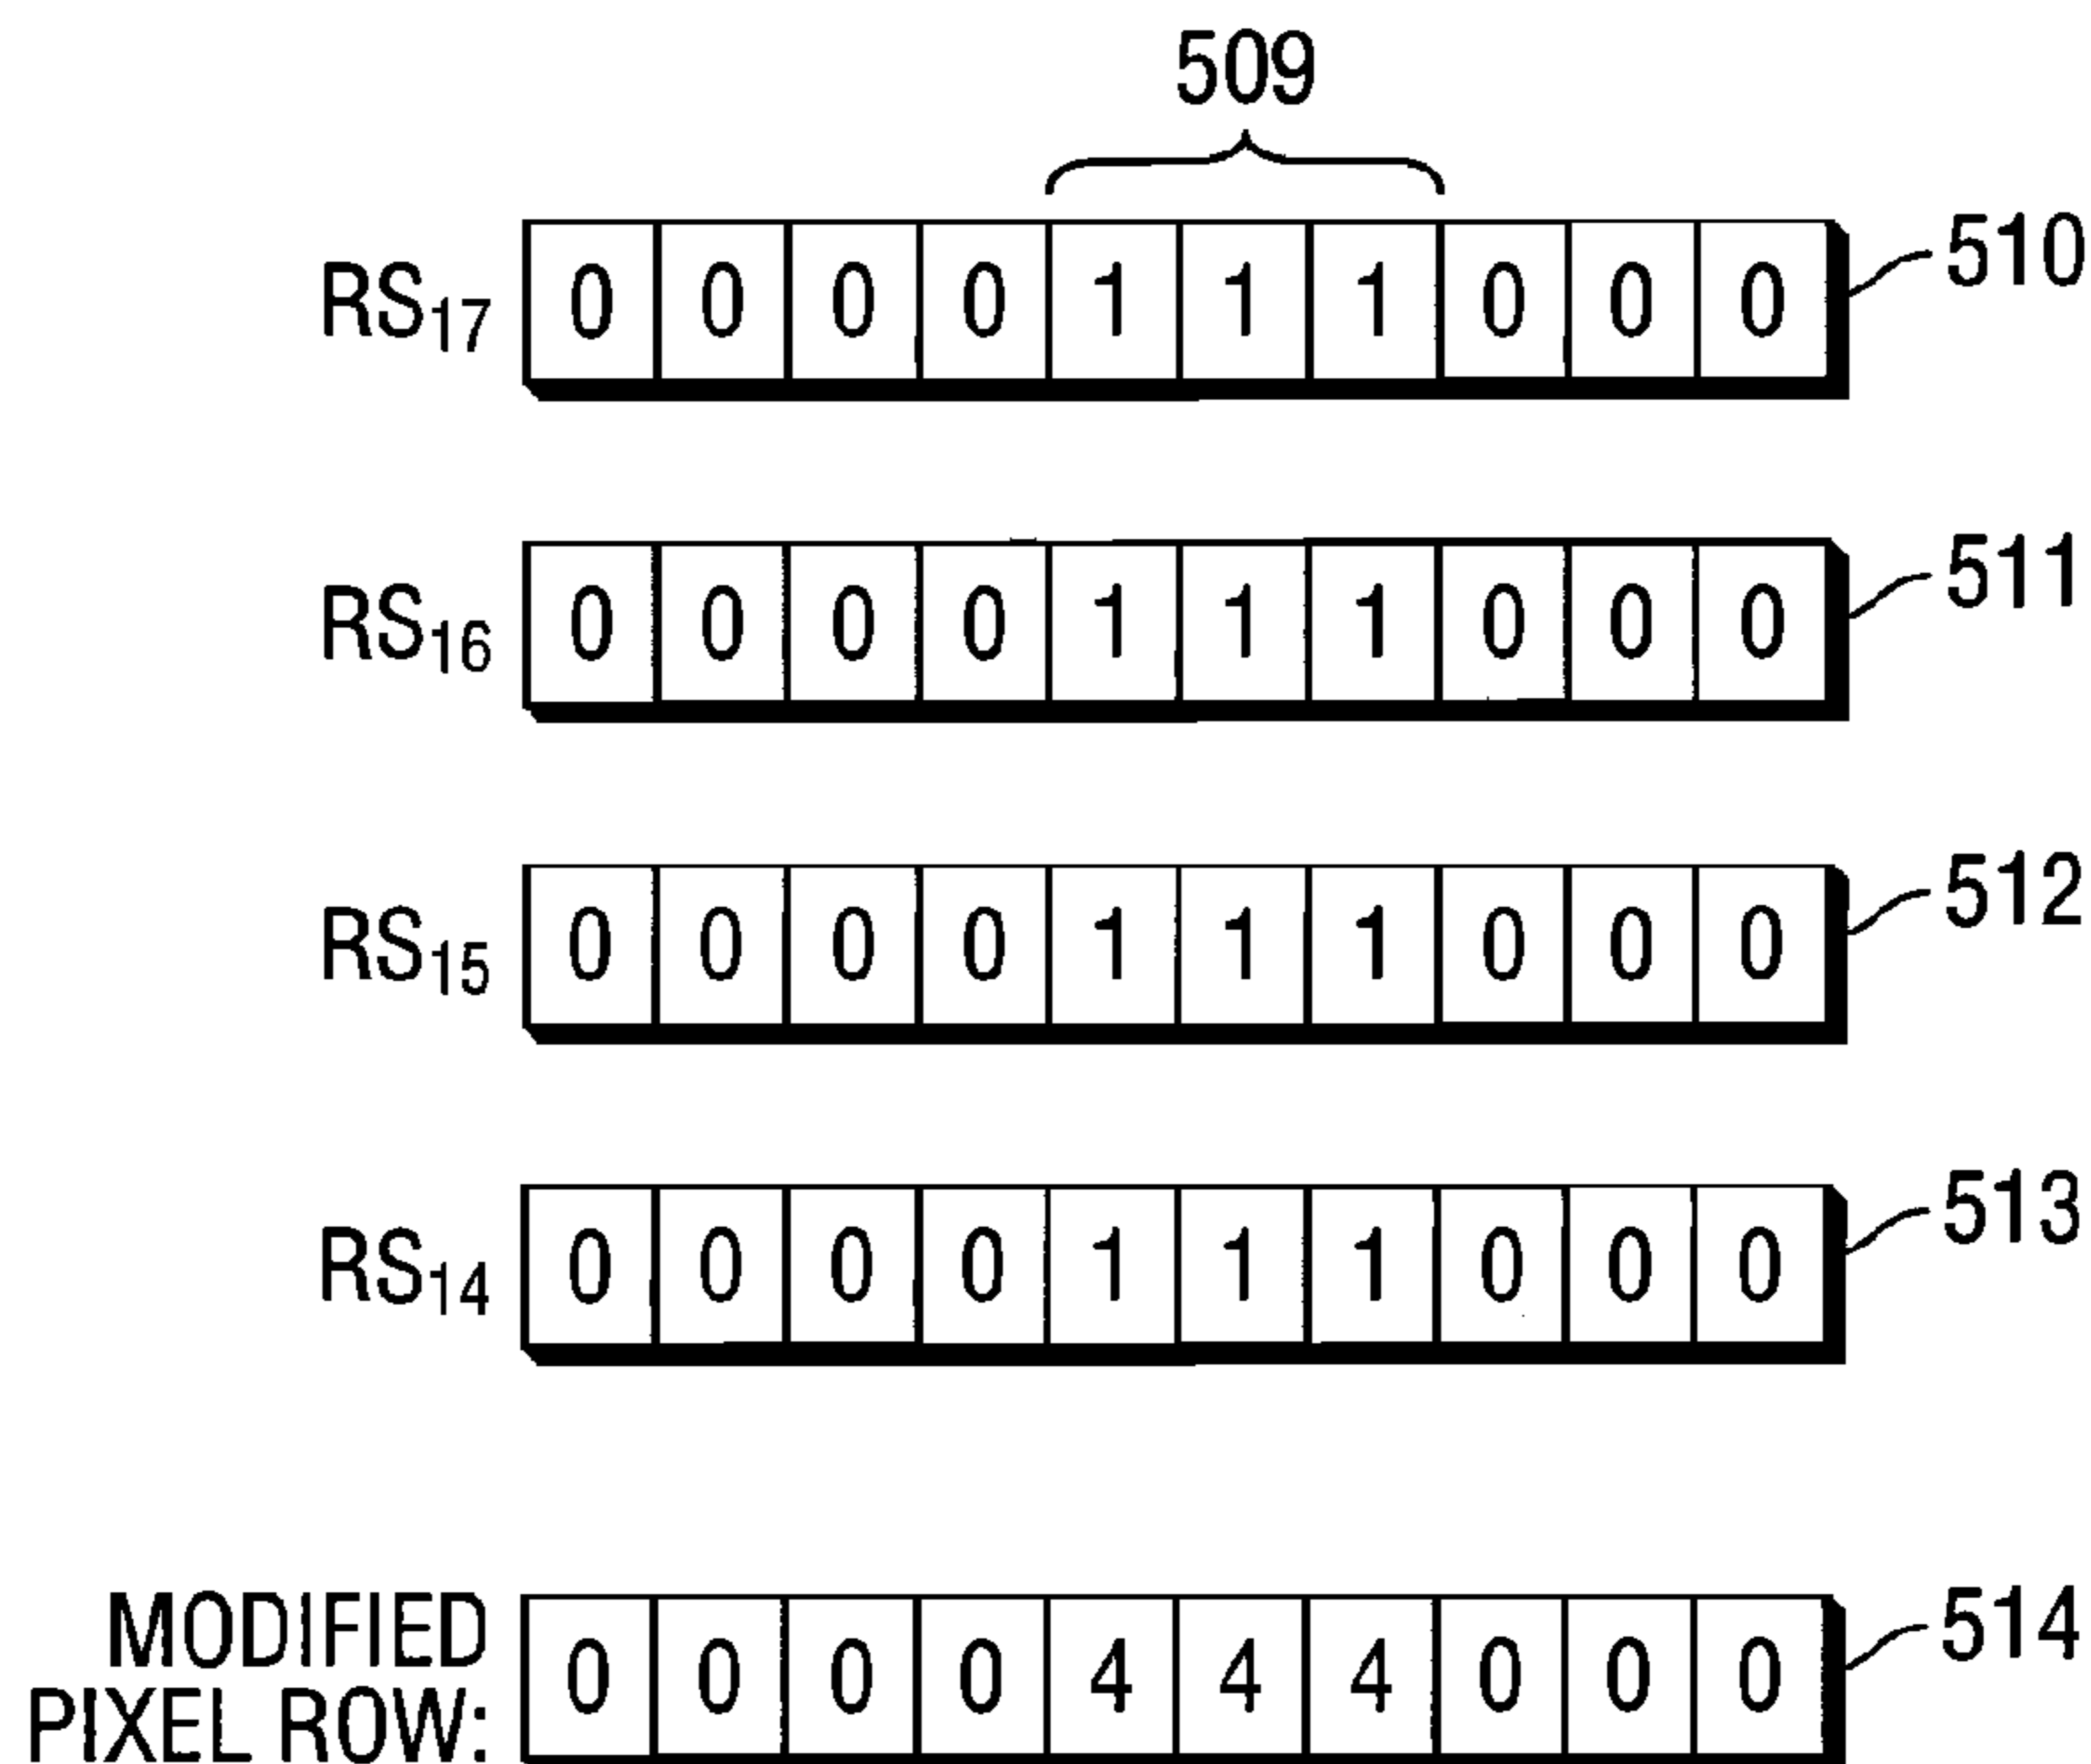 509
RS17 0 0 0 0 1 1 1 0 0 0 510
RS16 0 0 0 0 1 1 1 0 0 0 511
RS15 0 0 0 0 1 1 1 0 0 0 512
RS14 0 0 0 0 1 1 1 0 0 0 513
MODIFIED
PIXEL ROW: 0 0 0 0 4 4 4 0 0 0 514